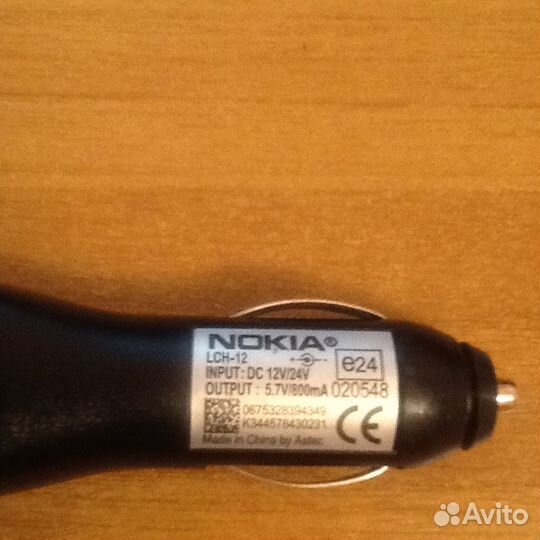 NOKIA®
LCH-12
INPUT: DC 12V/24V
OUTPUT : 5.7V/800mA
e24
020548
0675328394349
K344578430231
Made in China by Astec
CE
Avito